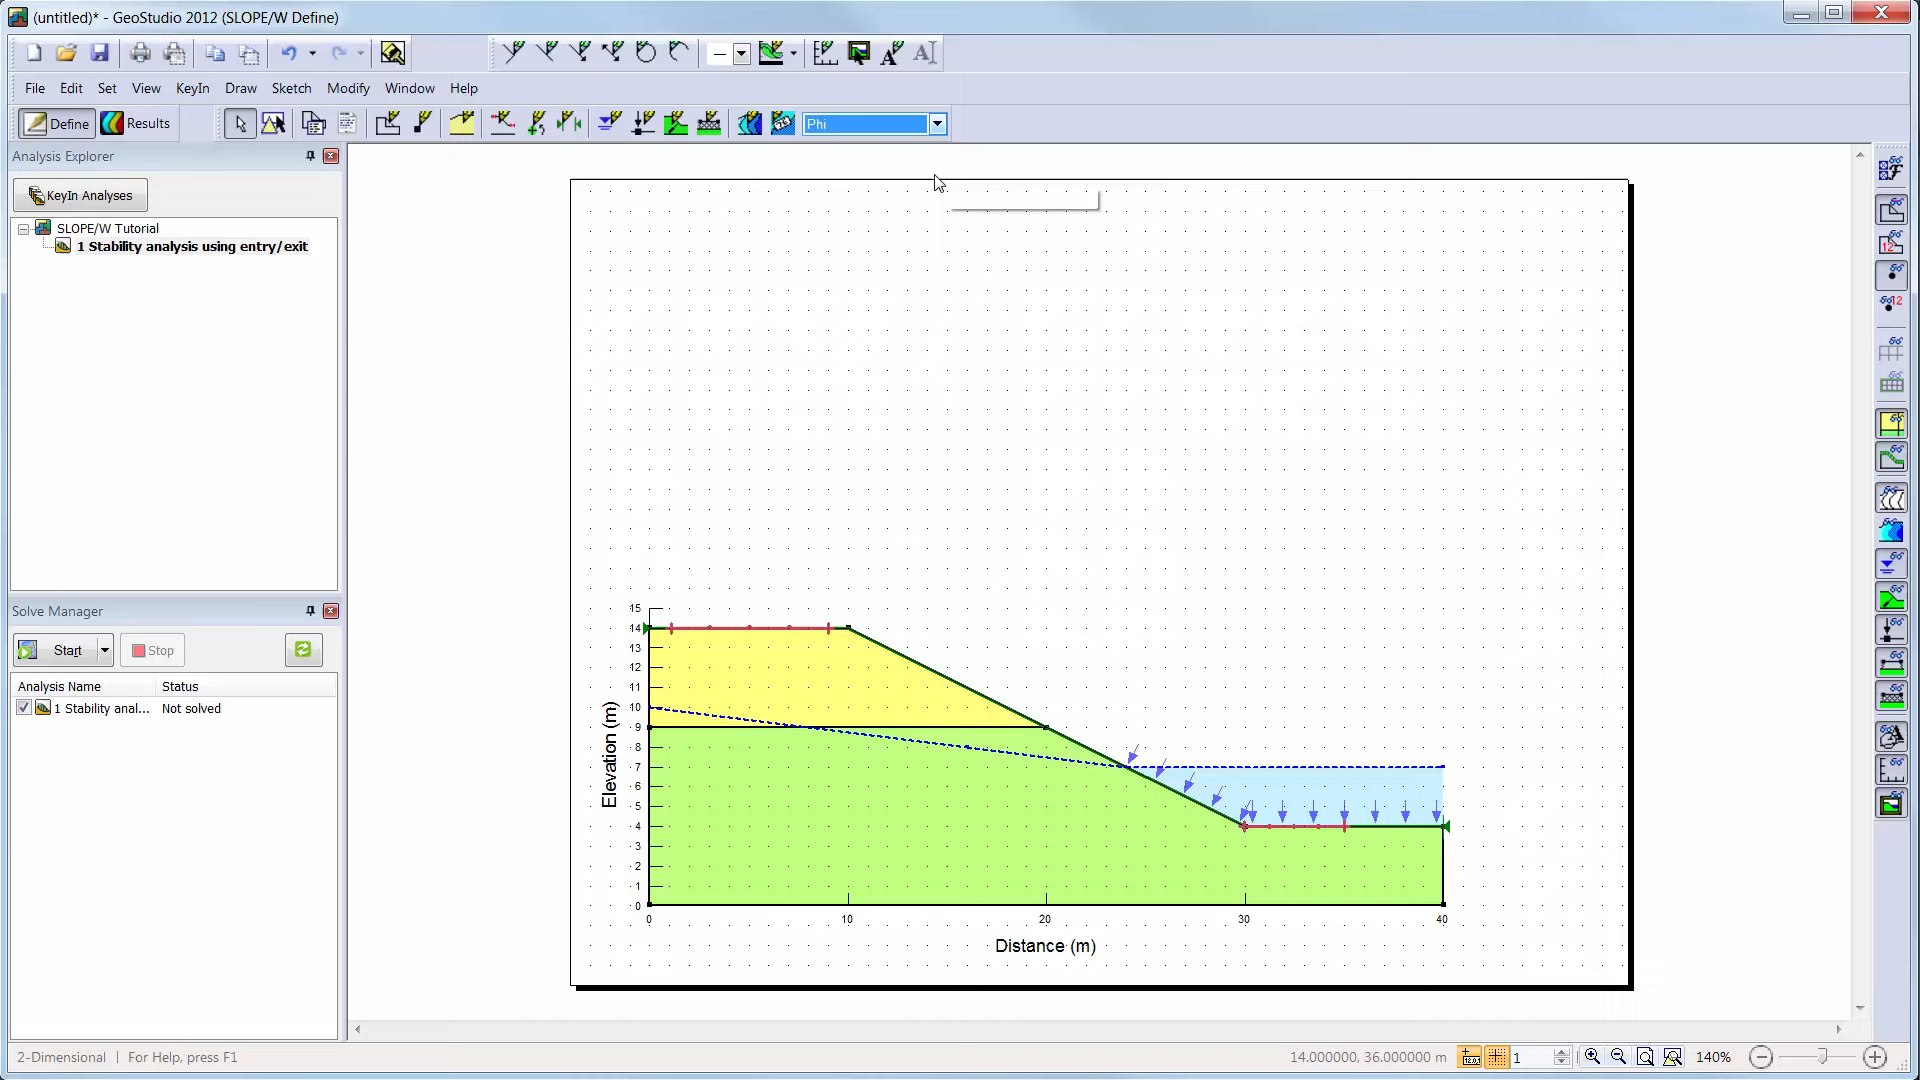 (untitled)* - GeoStudio 2012 (SLOPE/W Define)
File Edit Set View KeyIn Draw Sketch Modify Window Help
Define Results Phi
Analysis Explorer
KeyIn Analyses
SLOPE/W Tutorial
1 Stability analysis using entry/exit
Solve Manager
Start Stop
Analysis Name Status
1 Stability anal... Not solved
15
14
13
12
11
10
9
8
7
6
5
4
3
2
1
0
Elevation (m)
0 10 20 30 40
Distance (m)
2-Dimensional For Help, press F1 14.000000, 36.000000 m 1 140%